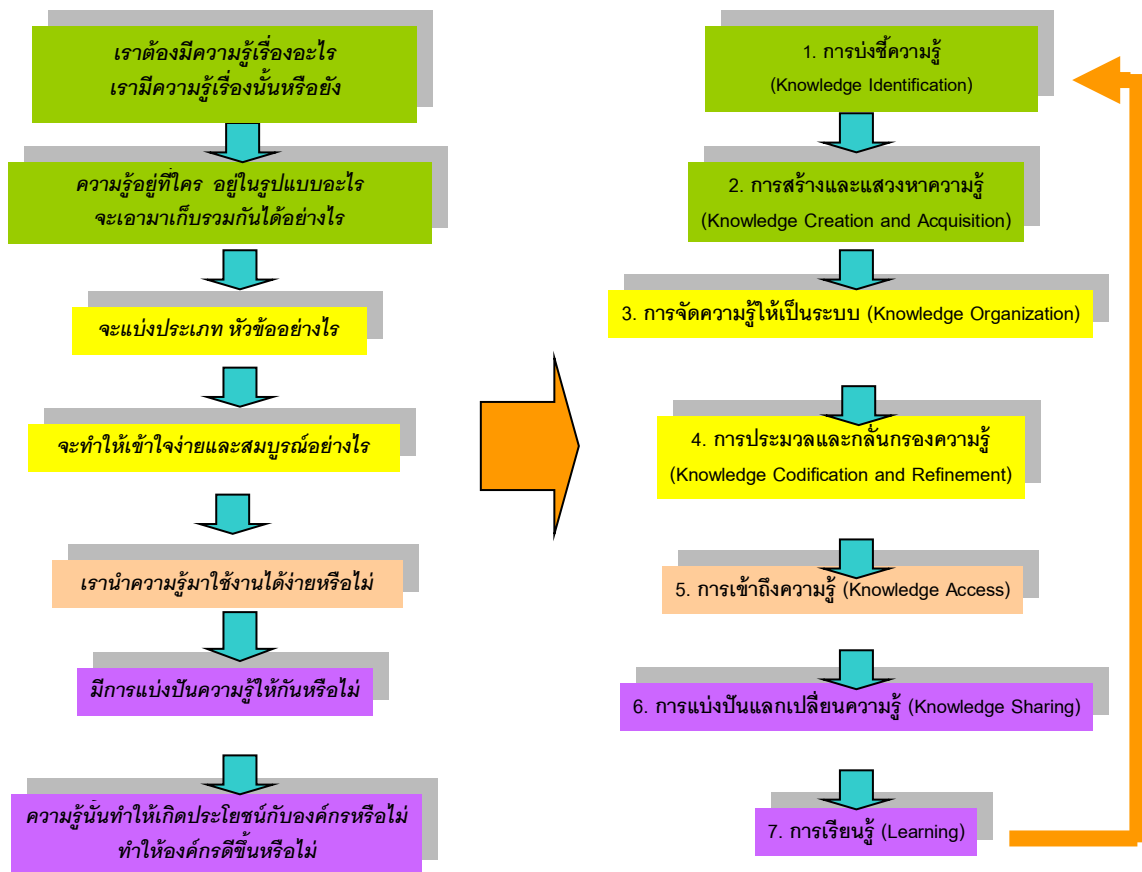 เราต้องมีความรู้เรื่องอะไร
เรามีความรู้เรื่องนั้นหรือยัง
ความรู้อยู่ที่ใคร อยู่ในรูปแบบอะไร
จะเอามาเก็บรวมกันได้อย่างไร
จะแบ่งประเภท หัวข้ออย่างไร
จะทำให้เข้าใจง่ายและสมบูรณ์อย่างไร
เรานำความรู้มาใช้งานได้ง่ายหรือไม่
มีการแบ่งปันความรู้ให้กันหรือไม่
ความรู้นั้นทำให้เกิดประโยชน์กับองค์กรหรือไม่
ทำให้องค์กรดีขึ้นหรือไม่
1. การบ่งชี้ความรู้
(Knowledge Identification)
2. การสร้างและแสวงหาความรู้
(Knowledge Creation and Acquisition)
3. การจัดความรู้ให้เป็นระบบ (Knowledge Organization)
4. การประมวลและกลั่นกรองความรู้
(Knowledge Codification and Refinement)
5. การเข้าถึงความรู้ (Knowledge Access)
6. การแบ่งปันแลกเปลี่ยนความรู้ (Knowledge Sharing)
7. การเรียนรู้ (Learning)